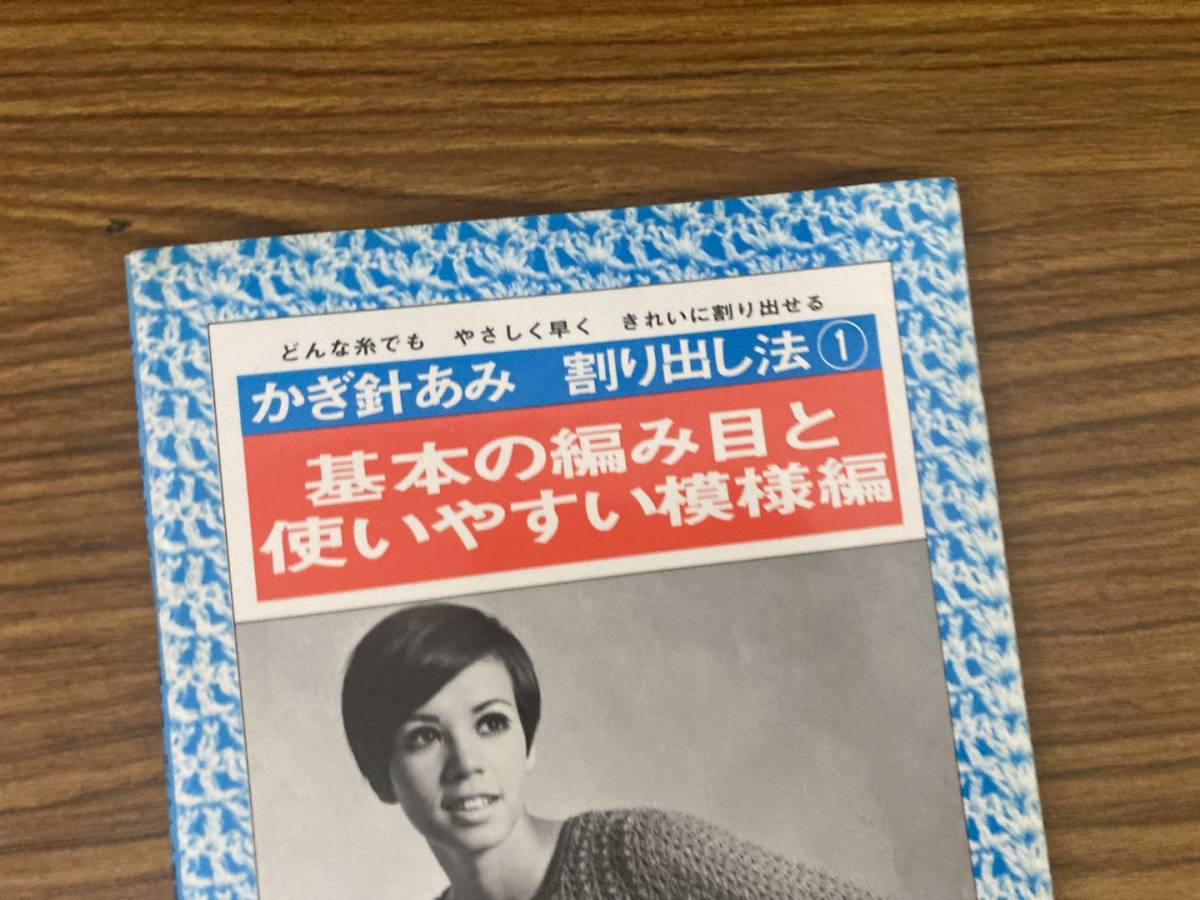 どんな糸でも　やさしく早く　きれいに割り出せる
かぎ針あみ　割り出し法①
基本の編み目と
使いやすい模様編